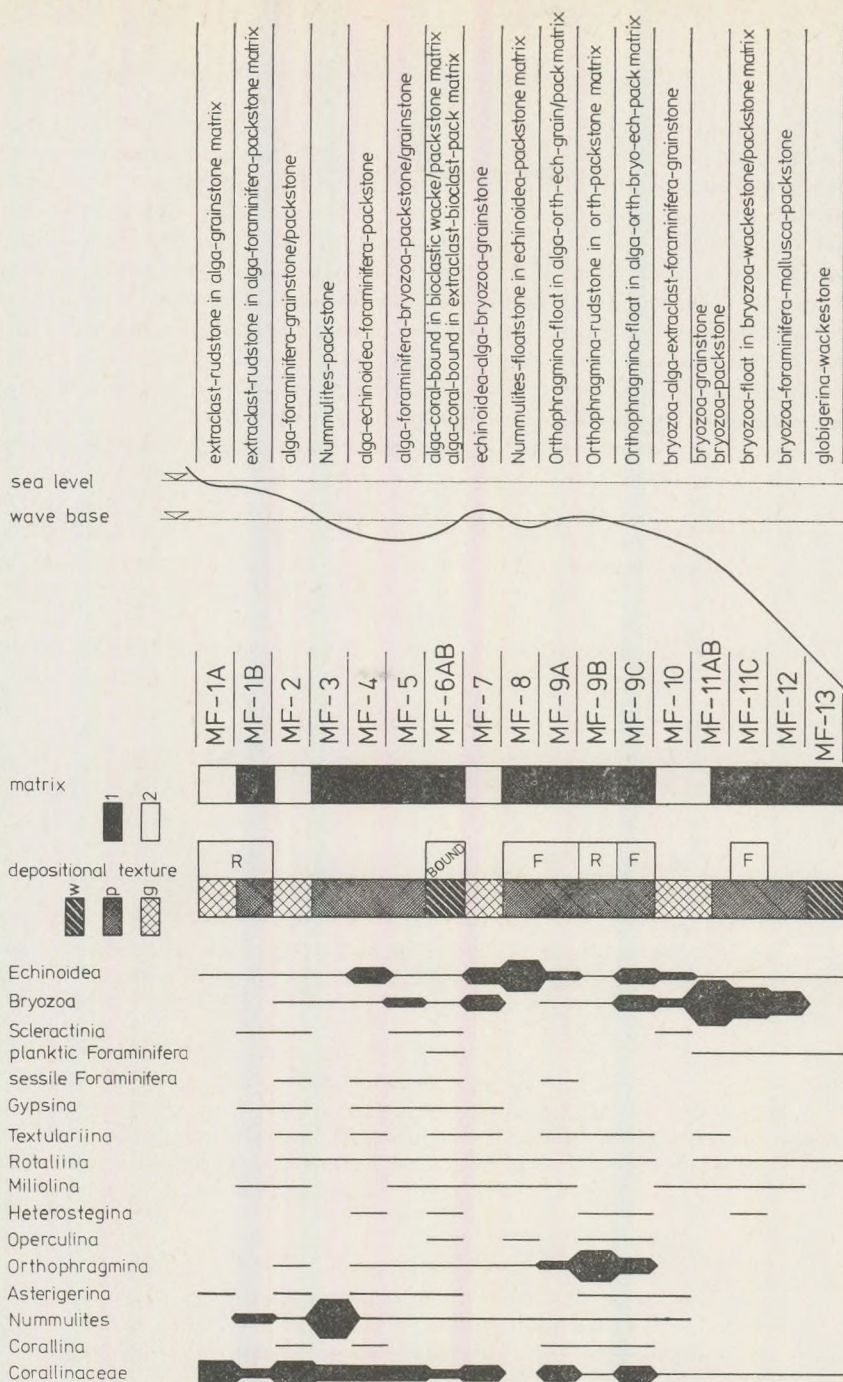 extraclast-rudstone in alga-grainstone matrix
extraclast-rudstone in alga-foraminifera-packstone matrix
alga-foraminifera-grainstone/packstone
Nummulites-packstone
alga-echinoidea-foraminifera-packstone
alga-foraminifera-bryozoa-packstone/grainstone
alga-coral-bound in bioclastic wacke/packstone matrix
alga-coral-bound in extraclast-bioclast-pack matrix
echinoidea-alga-bryozoa-grainstone
Nummulites-floatstone in echinoidea-packstone matrix
Orthophragmina-float in alga-orth-ech-grain/pack matrix
Orthophragmina-rudstone in orth-packstone matrix
Orthophragmina-float in alga-orth-bryo-ech-pack matrix
bryozoa-alga-extraclast-foraminifera-grainstone
bryozoa-grainstone
bryozoa-packstone
bryozoa-float in bryozoa-wackestone/packstone matrix
bryozoa-foraminifera-mollusca-packstone
globigerina-wackestone
sea level
wave base
MF-1A
MF-1B
MF-2
MF-3
MF-4
MF-5
MF-6AB
MF-7
MF-8
MF-9A
MF-9B
MF-9C
MF-10
MF-11AB
MF-11C
MF-12
MF-13
matrix
1
2
R
BOUND
F
R
F
F
depositional texture
w
p
g
Echinoidea
Bryozoa
Scleractinia
planktic Foraminifera
sessile Foraminifera
Gypsina
Textulariina
Rotaliina
Miliolina
Heterostegina
Operculina
Orthophragmina
Asterigerina
Nummulites
Corallina
Corallinaceae